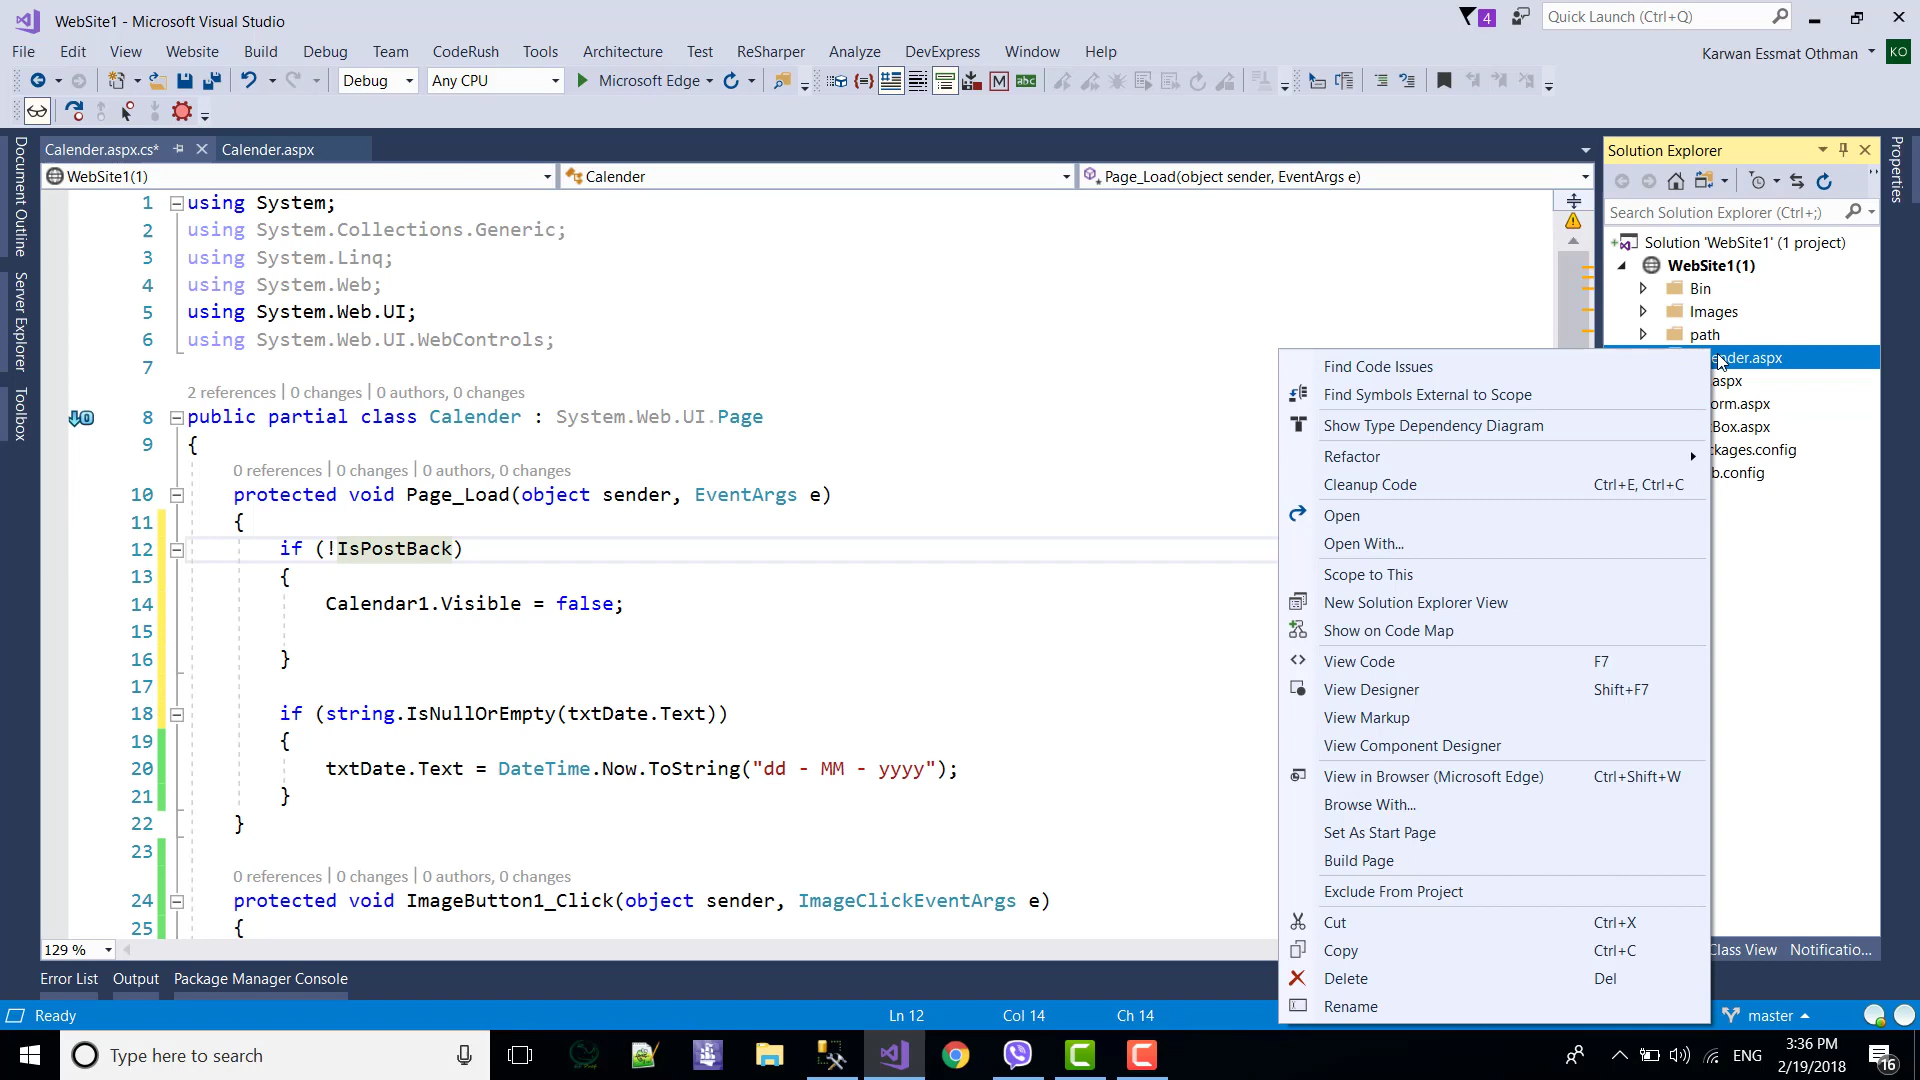 WebSite1 - Microsoft Visual Studio
4
Quick Launch (Ctrl+Q)
File Edit View Website Build Debug Team CodeRush Tools Architecture Test ReSharper Analyze DevExpress Window Help
Karwan Essmat Othman KO
Debug Any CPU Microsoft Edge
Document Outline
Server Explorer
Toolbox
Calender.aspx.cs* Calender.aspx
WebSite1(1) Calender Page_Load(object sender, EventArgs e)
1 using System;
2 using System.Collections.Generic;
3 using System.Linq;
4 using System.Web;
5 using System.Web.UI;
6 using System.Web.UI.WebControls;
7
2 references | 0 changes | 0 authors, 0 changes
8 public partial class Calender : System.Web.UI.Page
9 {
0 references | 0 changes | 0 authors, 0 changes
10 protected void Page_Load(object sender, EventArgs e)
11 {
12 if (!IsPostBack)
13 {
14 Calendar1.Visible = false;
15
16 }
17
18 if (string.IsNullOrEmpty(txtDate.Text))
19 {
20 txtDate.Text = DateTime.Now.ToString("dd - MM - yyyy");
21 }
22 }
23
0 references | 0 changes | 0 authors, 0 changes
24 protected void ImageButton1_Click(object sender, ImageClickEventArgs e)
25 {
129 %
Solution Explorer
Search Solution Explorer (Ctrl+;)
Solution 'WebSite1' (1 project)
WebSite1(1)
Bin
Images
path
ender.aspx
aspx
orm.aspx
Box.aspx
ckages.config
b.config
Properties
Find Code Issues
Find Symbols External to Scope
Show Type Dependency Diagram
Refactor
Cleanup Code Ctrl+E, Ctrl+C
Open
Open With...
Scope to This
New Solution Explorer View
Show on Code Map
View Code F7
View Designer Shift+F7
View Markup
View Component Designer
View in Browser (Microsoft Edge) Ctrl+Shift+W
Browse With...
Set As Start Page
Build Page
Exclude From Project
Cut Ctrl+X
Copy Ctrl+C
Delete Del
Rename
Class View Notificatio...
Error List Output Package Manager Console
Ready Ln 12 Col 14 Ch 14 master
Type here to search
ENG
3:36 PM
2/19/2018
16